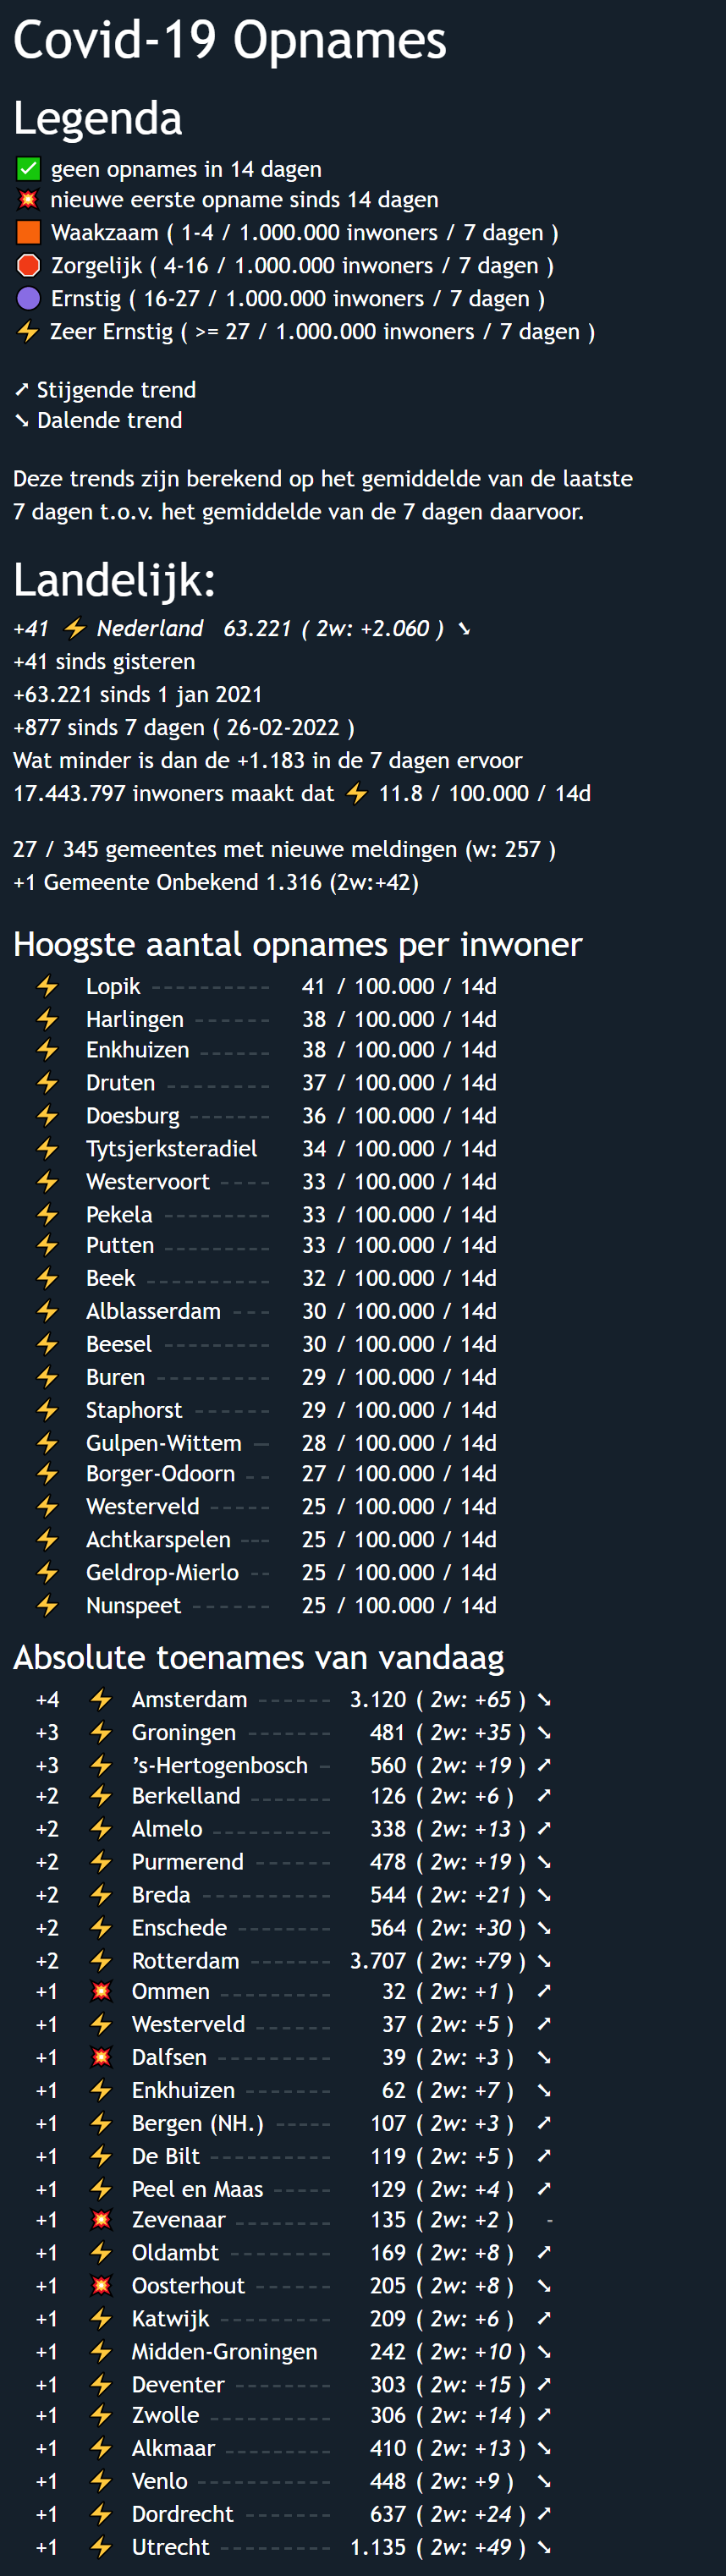 Covid-19 Opnames
Legenda
✅ geen opnames in 14 dagen
💥 nieuwe eerste opname sinds 14 dagen
🟧 Waakzaam ( 1-4 / 1.000.000 inwoners / 7 dagen )
🛑 Zorgelijk ( 4-16 / 1.000.000 inwoners / 7 dagen )
🟣 Ernstig ( 16-27 / 1.000.000 inwoners / 7 dagen )
⚡ Zeer Ernstig ( >= 27 / 1.000.000 inwoners / 7 dagen )
➚ Stijgende trend
➘ Dalende trend
Deze trends zijn berekend op het gemiddelde van de laatste
7 dagen t.o.v. het gemiddelde van de 7 dagen daarvoor.
Landelijk:
+41 ⚡ Nederland 63.221 ( 2w: +2.060 ) ➘
+41 sinds gisteren
+63.221 sinds 1 jan 2021
+877 sinds 7 dagen ( 26-02-2022 )
Wat minder is dan de +1.183 in de 7 dagen ervoor
17.443.797 inwoners maakt dat ⚡ 11.8 / 100.000 / 14d
27 / 345 gemeentes met nieuwe meldingen (w: 257 )
+1 Gemeente Onbekend 1.316 (2w:+42)
Hoogste aantal opnames per inwoner
⚡ Lopik ---------- 41 / 100.000 / 14d
⚡ Harlingen ------ 38 / 100.000 / 14d
⚡ Enkhuizen ------ 38 / 100.000 / 14d
⚡ Druten -------- 37 / 100.000 / 14d
⚡ Doesburg ------- 36 / 100.000 / 14d
⚡ Tytsjerksteradiel 34 / 100.000 / 14d
⚡ Westervoort ---- 33 / 100.000 / 14d
⚡ Pekela --------- 33 / 100.000 / 14d
⚡ Putten --------- 33 / 100.000 / 14d
⚡ Beek ---------- 32 / 100.000 / 14d
⚡ Alblasserdam --- 30 / 100.000 / 14d
⚡ Beesel --------- 30 / 100.000 / 14d
⚡ Buren --------- 29 / 100.000 / 14d
⚡ Staphorst ------ 29 / 100.000 / 14d
⚡ Gulpen-Wittem -- 28 / 100.000 / 14d
⚡ Borger-Odoorn -- 27 / 100.000 / 14d
⚡ Westerveld ----- 25 / 100.000 / 14d
⚡ Achtkarspelen --- 25 / 100.000 / 14d
⚡ Geldrop-Mierlo -- 25 / 100.000 / 14d
⚡ Nunspeet ------ 25 / 100.000 / 14d
Absolute toenames van vandaag
+4 ⚡ Amsterdam ------ 3.120 ( 2w: +65 ) ➘
+3 ⚡ Groningen ------- 481 ( 2w: +35 ) ➘
+3 ⚡ ’s-Hertogenbosch - 560 ( 2w: +19 ) ➚
+2 ⚡ Berkelland ------- 126 ( 2w: +6 ) ➚
+2 ⚡ Almelo ---------- 338 ( 2w: +13 ) ➚
+2 ⚡ Purmerend ------ 478 ( 2w: +19 ) ➘
+2 ⚡ Breda ----------- 544 ( 2w: +21 ) ➘
+2 ⚡ Enschede -------- 564 ( 2w: +30 ) ➘
+2 ⚡ Rotterdam ------- 3.707 ( 2w: +79 ) ➘
+1 💥 Ommen --------- 32 ( 2w: +1 ) ➚
+1 ⚡ Westerveld ------ 37 ( 2w: +5 ) ➚
+1 💥 Dalfsen ---------- 39 ( 2w: +3 ) ➘
+1 ⚡ Enkhuizen ------- 62 ( 2w: +7 ) ➘
+1 ⚡ Bergen (NH.) ----- 107 ( 2w: +3 ) ➚
+1 ⚡ De Bilt ---------- 119 ( 2w: +5 ) ➚
+1 ⚡ Peel en Maas ----- 129 ( 2w: +4 ) ➚
+1 💥 Zevenaar -------- 135 ( 2w: +2 ) -
+1 ⚡ Oldambt --------- 169 ( 2w: +8 ) ➚
+1 💥 Oosterhout ------ 205 ( 2w: +8 ) ➘
+1 ⚡ Katwijk ---------- 209 ( 2w: +6 ) ➚
+1 ⚡ Midden-Groningen 242 ( 2w: +10 ) ➘
+1 ⚡ Deventer -------- 303 ( 2w: +15 ) ➚
+1 ⚡ Zwolle ---------- 306 ( 2w: +14 ) ➚
+1 ⚡ Alkmaar --------- 410 ( 2w: +13 ) ➘
+1 ⚡ Venlo ----------- 448 ( 2w: +9 ) ➘
+1 ⚡ Dordrecht ------- 637 ( 2w: +24 ) ➚
+1 ⚡ Utrecht --------- 1.135 ( 2w: +49 ) ➘